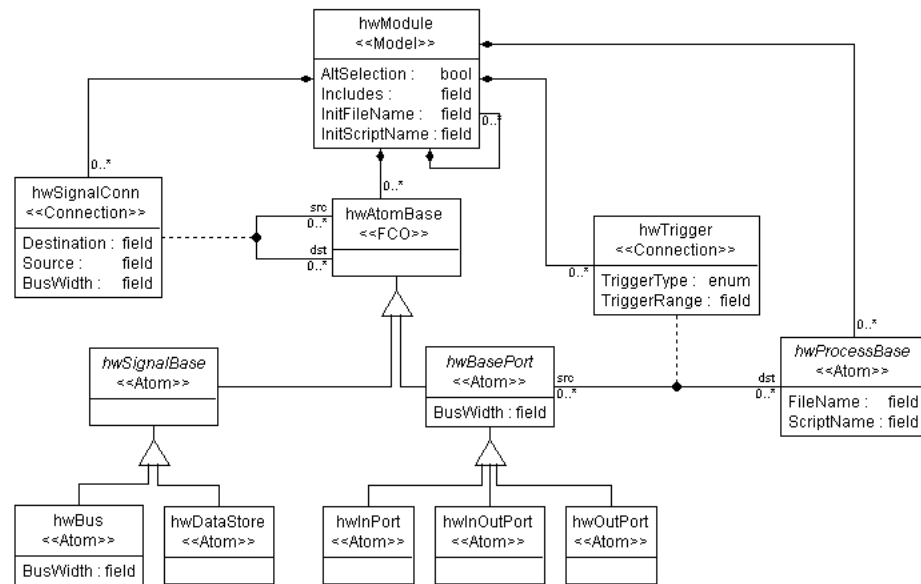 hwModule
<<Model>>
AltSelection : bool
Includes : field
InitFileName : field
InitScriptName : field
0..*
0..*
0..*
hwSignalConn
<<Connection>>
Destination : field
Source : field
BusWidth : field
src
0..*
dst
0..*
hwAtomBase
<<FCO>>
hwTrigger
<<Connection>>
TriggerType : enum
TriggerRange : field
0..*
0..*
hwSignalBase
<<Atom>>
hwBasePort
<<Atom>>
BusWidth : field
src
0..*
dst
0..*
hwProcessBase
<<Atom>>
FileName : field
ScriptName : field
hwBus
<<Atom>>
BusWidth : field
hwDataStore
<<Atom>>
hwInPort
<<Atom>>
hwInOutPort
<<Atom>>
hwOutPort
<<Atom>>